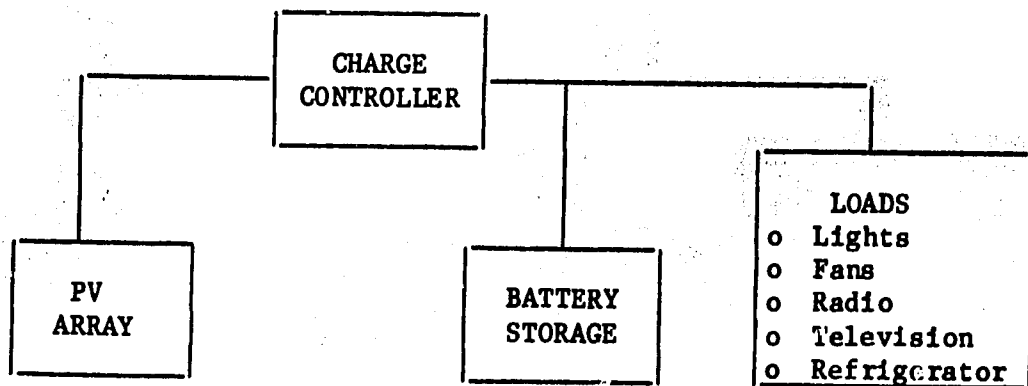 CHARGE
CONTROLLER
PV
ARRAY
BATTERY
STORAGE
LOADS
o Lights
o Fans
o Radio
o Television
o Refrigerator